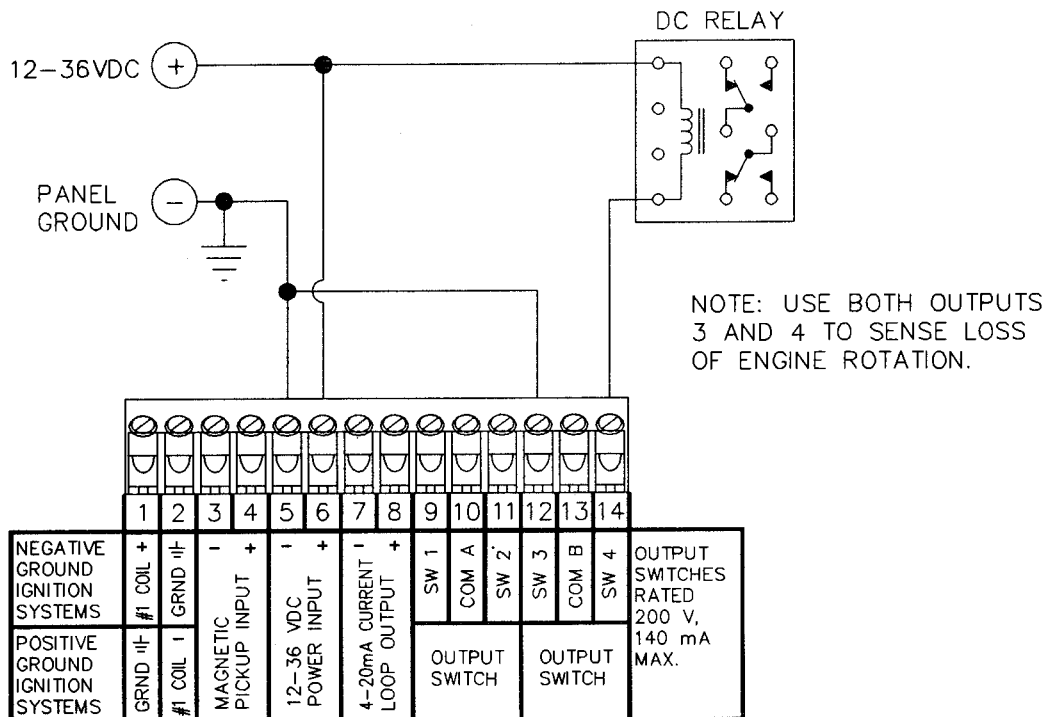 DC RELAY
12-36VDC
+
PANEL
GROUND
-
NOTE: USE BOTH OUTPUTS
3 AND 4 TO SENSE LOSS
OF ENGINE ROTATION.
1 2 3 4 5 6 7 8 9 10 11 12 13 14
NEGATIVE
GROUND
IGNITION
SYSTEMS
#1 COIL +
GRND
POSITIVE
GROUND
IGNITION
SYSTEMS
GRND
#1 COIL -
- +
MAGNETIC
PICKUP INPUT
- +
12-36 VDC
POWER INPUT
- +
4-20mA CURRENT
LOOP OUTPUT
SW 1
COM A
SW 2
SW 3
COM B
SW 4
OUTPUT
SWITCH
OUTPUT
SWITCH
OUTPUT
SWITCHES
RATED
200 V,
140 mA
MAX.